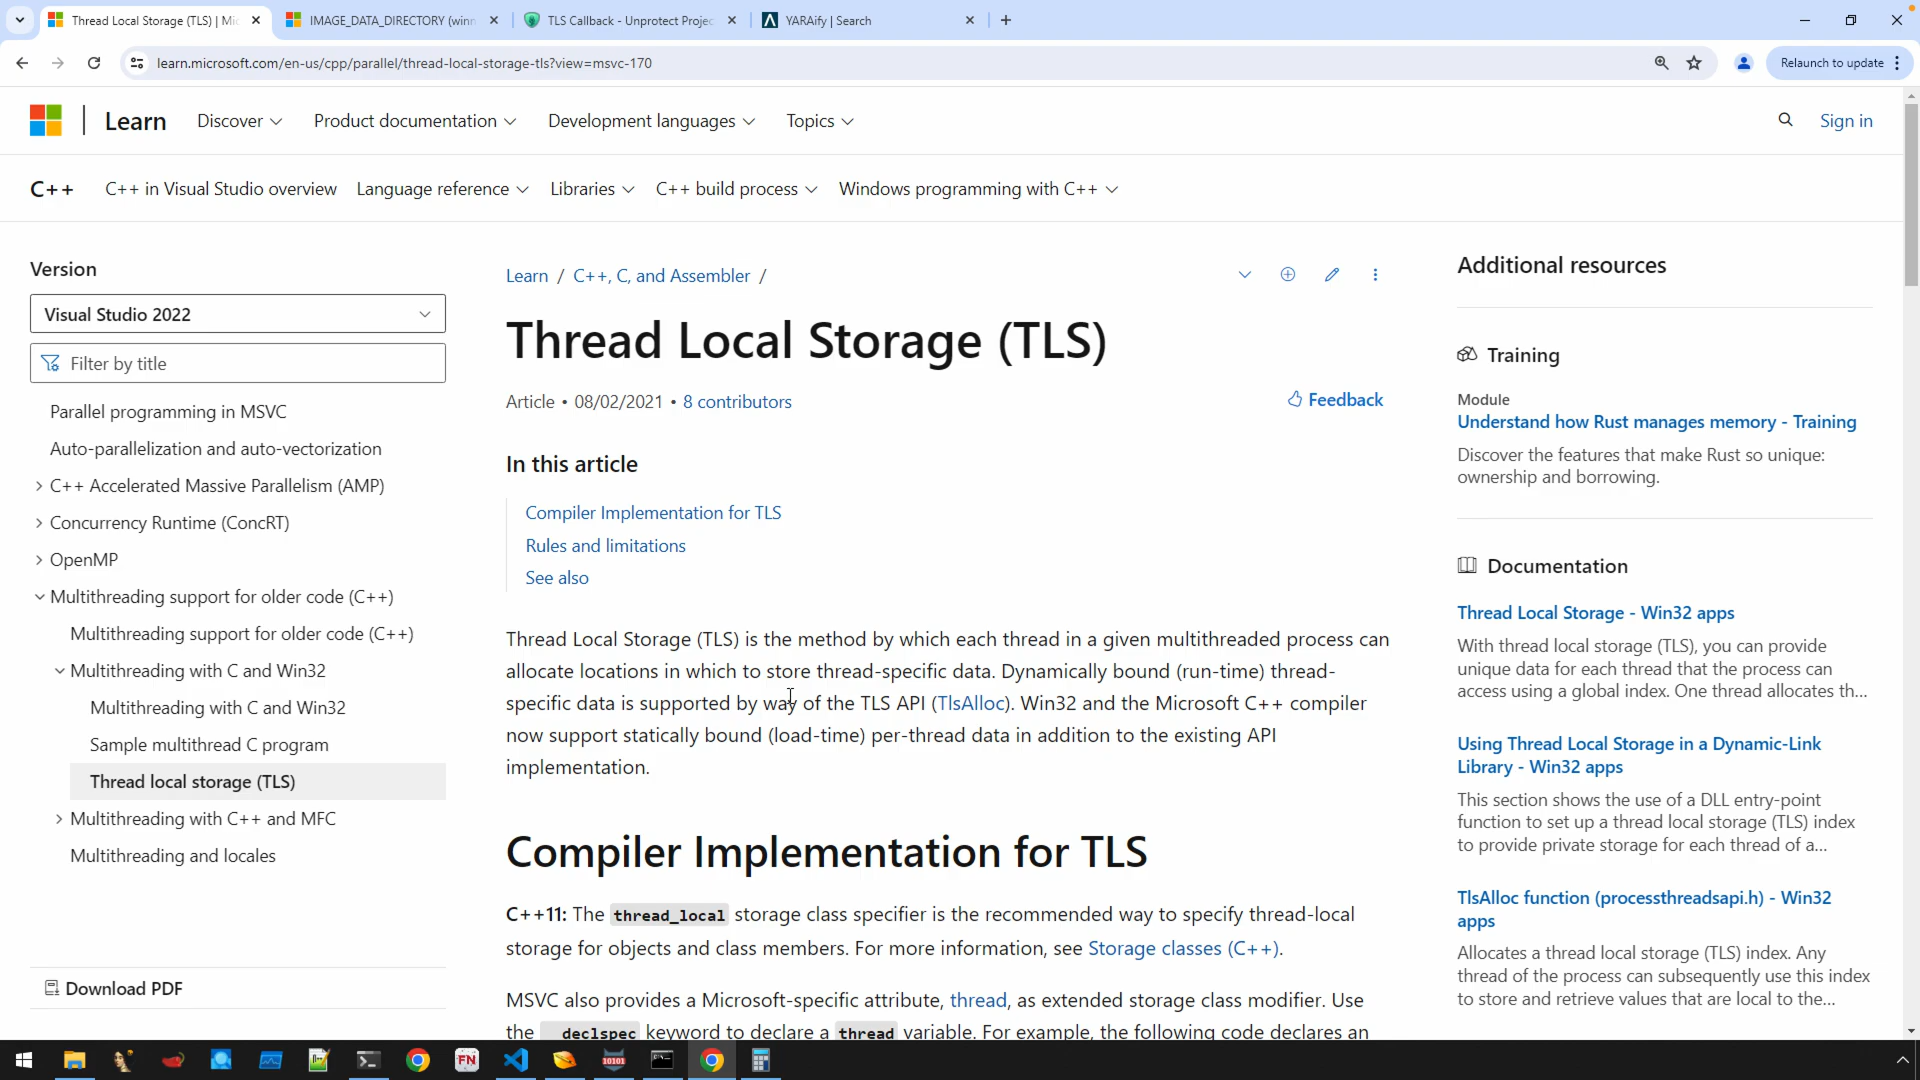 Thread Local Storage (TLS) | Mic
IMAGE_DATA_DIRECTORY (winn
TLS Callback - Unprotect Projec
YARAify | Search
learn.microsoft.com/en-us/cpp/parallel/thread-local-storage-tls?view=msvc-170
Relaunch to update
Learn
Discover
Product documentation
Development languages
Topics
Sign in
C++
C++ in Visual Studio overview
Language reference
Libraries
C++ build process
Windows programming with C++
Version
Visual Studio 2022
Filter by title
Parallel programming in MSVC
Auto-parallelization and auto-vectorization
C++ Accelerated Massive Parallelism (AMP)
Concurrency Runtime (ConcRT)
OpenMP
Multithreading support for older code (C++)
Multithreading support for older code (C++)
Multithreading with C and Win32
Multithreading with C and Win32
Sample multithread C program
Thread local storage (TLS)
Multithreading with C++ and MFC
Multithreading and locales
Download PDF
Learn / C++, C, and Assembler /
Thread Local Storage (TLS)
Article • 08/02/2021 • 8 contributors
Feedback
In this article
Compiler Implementation for TLS
Rules and limitations
See also
Thread Local Storage (TLS) is the method by which each thread in a given multithreaded process can
allocate locations in which to store thread-specific data. Dynamically bound (run-time) thread-
specific data is supported by way of the TLS API (TlsAlloc). Win32 and the Microsoft C++ compiler
now support statically bound (load-time) per-thread data in addition to the existing API
implementation.
Compiler Implementation for TLS
C++11: The thread_local storage class specifier is the recommended way to specify thread-local
storage for objects and class members. For more information, see Storage classes (C++).
MSVC also provides a Microsoft-specific attribute, thread, as extended storage class modifier. Use
the __declspec keyword to declare a thread variable. For example, the following code declares an
Additional resources
Training
Module
Understand how Rust manages memory - Training
Discover the features that make Rust so unique:
ownership and borrowing.
Documentation
Thread Local Storage - Win32 apps
With thread local storage (TLS), you can provide
unique data for each thread that the process can
access using a global index. One thread allocates th...
Using Thread Local Storage in a Dynamic-Link
Library - Win32 apps
This section shows the use of a DLL entry-point
function to set up a thread local storage (TLS) index
to provide private storage for each thread of a...
TlsAlloc function (processthreadsapi.h) - Win32
apps
Allocates a thread local storage (TLS) index. Any
thread of the process can subsequently use this index
to store and retrieve values that are local to the...
FN